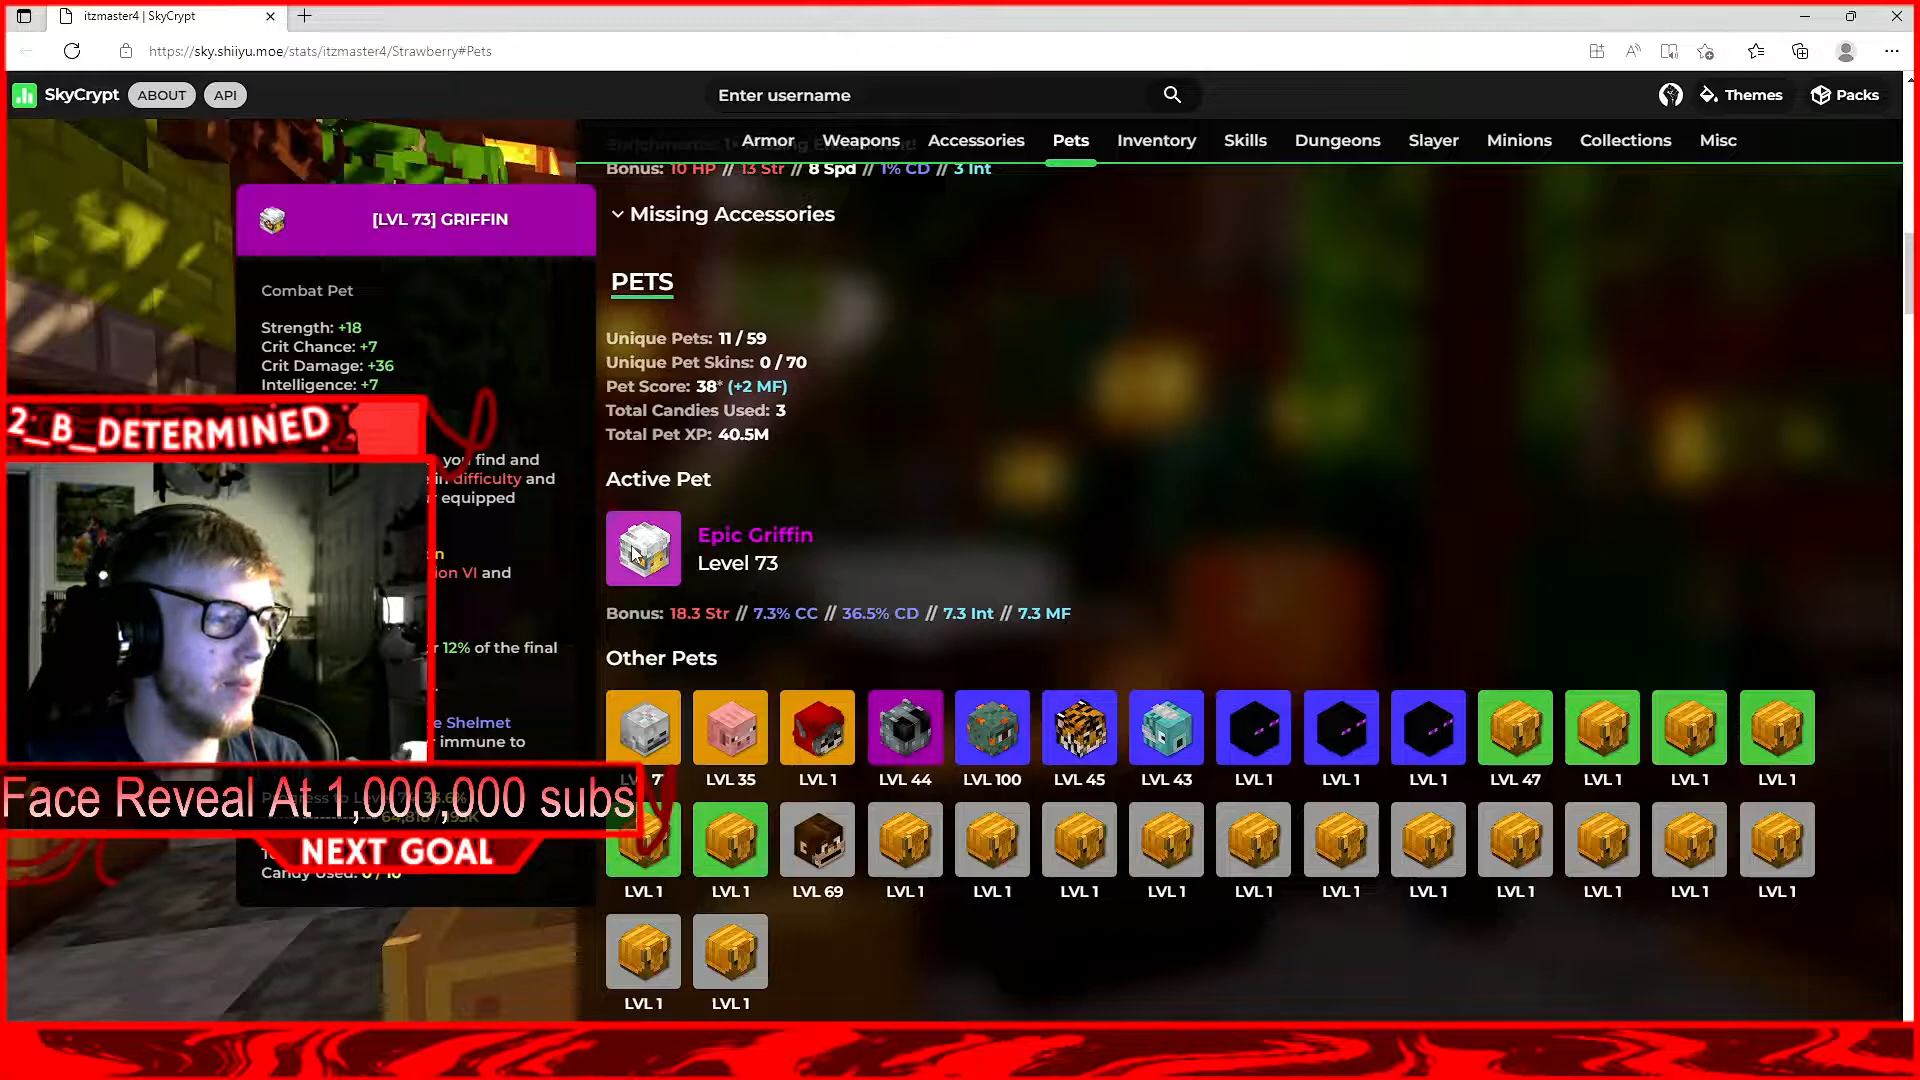 itzmaster4 | SkyCrypt
https://sky.shiiyu.moe/stats/itzmaster4/Strawberry#Pets
SkyCrypt ABOUT API Enter username Themes Packs
Armor Weapons Accessories Pets Inventory Skills Dungeons Slayer Minions Collections Misc
Bonus: 10 HP // 13 Str // 8 Spd // 1% CD // 3 Int
Missing Accessories
[LVL 73] GRIFFIN
Combat Pet
Strength: +18
Crit Chance: +7
Crit Damage: +36
Intelligence: +7
you find and
in difficulty and
equipped
ion VI and
12% of the final
Shelmet
immune to
Candy Used: 0 / 10
2_B_DETERMINED
Face Reveal At 1,000,000 subs
NEXT GOAL
PETS
Unique Pets: 11 / 59
Unique Pet Skins: 0 / 70
Pet Score: 38* (+2 MF)
Total Candies Used: 3
Total Pet XP: 40.5M
Active Pet
Epic Griffin
Level 73
Bonus: 18.3 Str // 7.3% CC // 36.5% CD // 7.3 Int // 7.3 MF
Other Pets
LVL 35 LVL 1 LVL 44 LVL 100 LVL 45 LVL 43 LVL 1 LVL 1 LVL 1 LVL 47 LVL 1 LVL 1 LVL 1
LVL 1 LVL 1 LVL 69 LVL 1 LVL 1 LVL 1 LVL 1 LVL 1 LVL 1 LVL 1 LVL 1 LVL 1 LVL 1 LVL 1
LVL 1 LVL 1